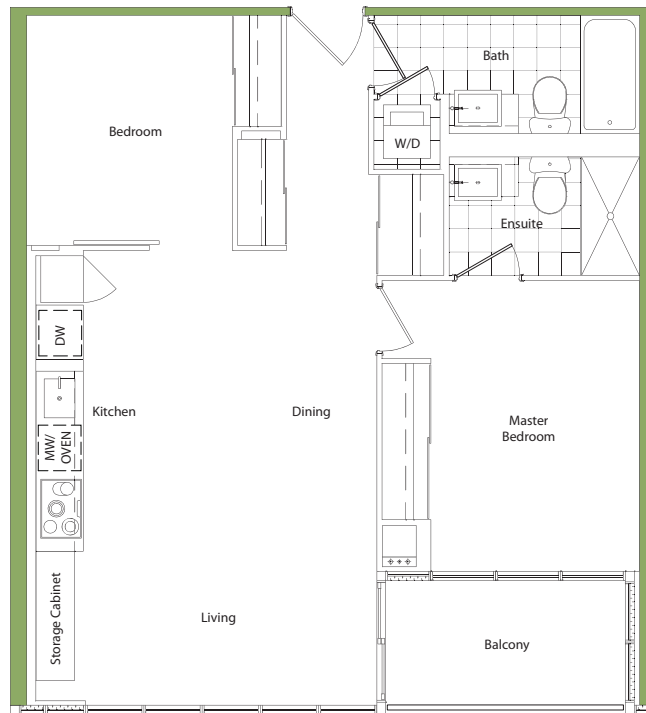 Bath
Bedroom
W/D
Ensuite
DW
Kitchen
Dining
MW/
OVEN
Master
Bedroom
Storage Cabinet
Living
Balcony